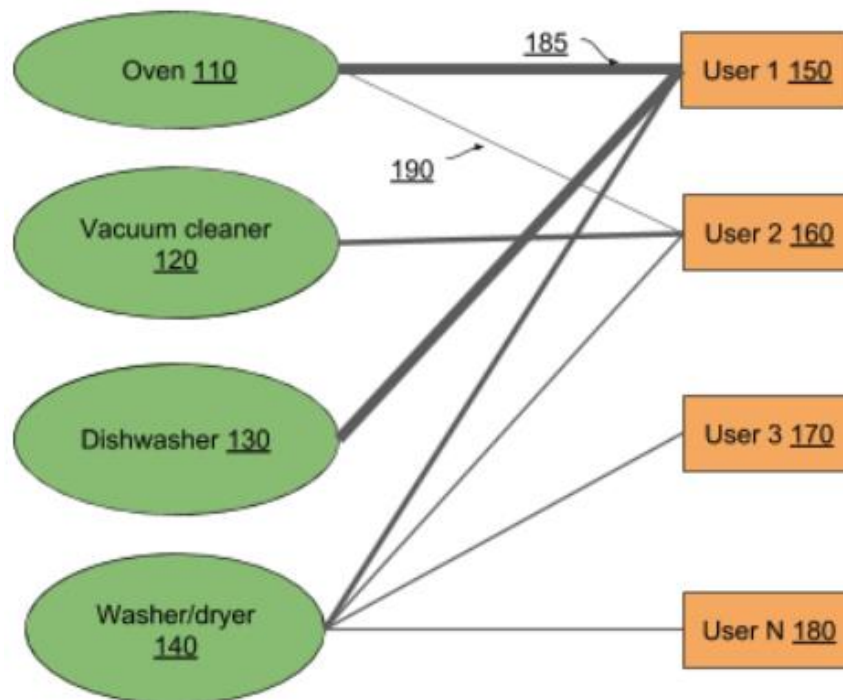 185
Oven 110
User 1 150
190
Vacuum cleaner
120
User 2 160
Dishwasher 130
User 3 170
Washer/dryer
140
User N 180